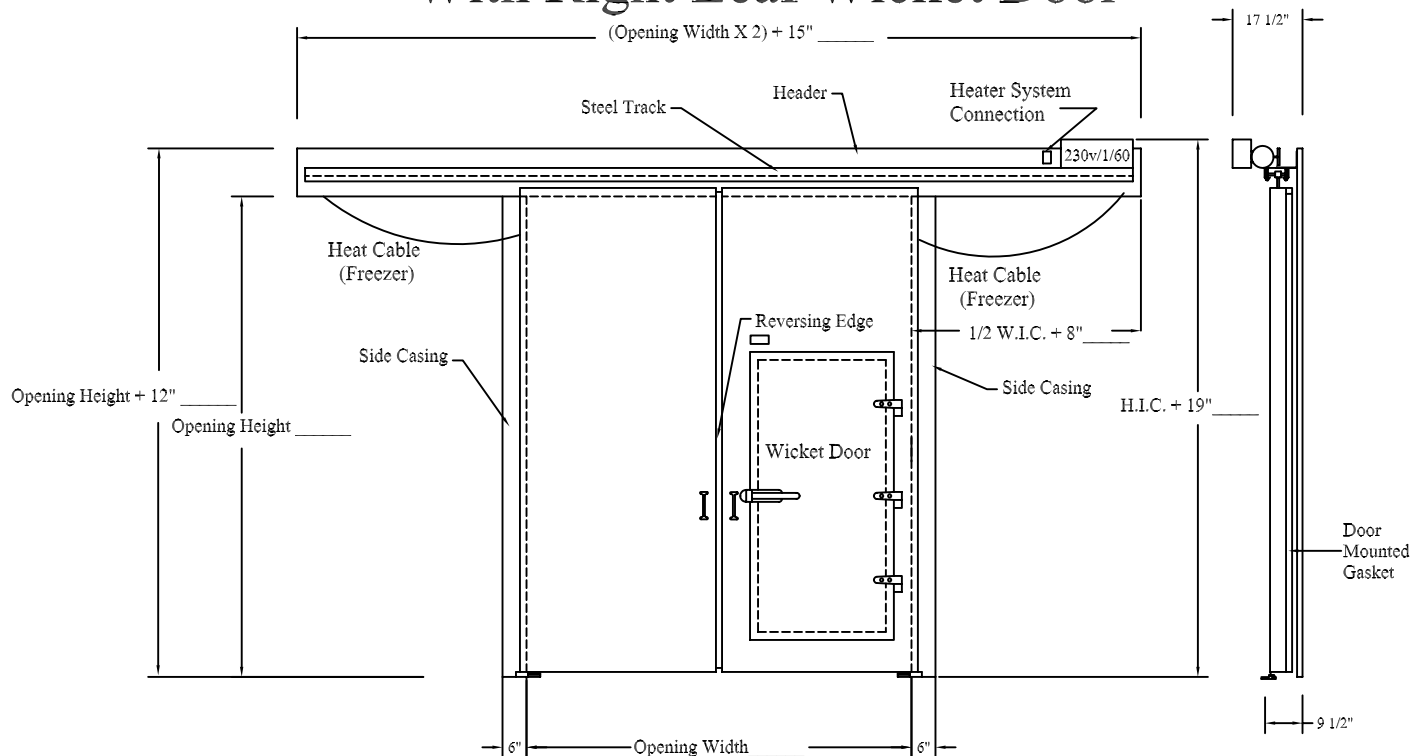 With Right Leaf Wicket Door
17 1/2"
(Opening Width X 2) + 15" ______
Header
Heater System
Connection
Steel Track
230v/1/60
Heat Cable
(Freezer)
Heat Cable
(Freezer)
Reversing Edge
1/2 W.I.C. + 8"_____
Side Casing
Side Casing
Opening Height + 12" ______
H.I.C. + 19"_____
Opening Height ______
Wicket Door
Door
Mounted
Gasket
9 1/2"
6"
Opening Width______
6"